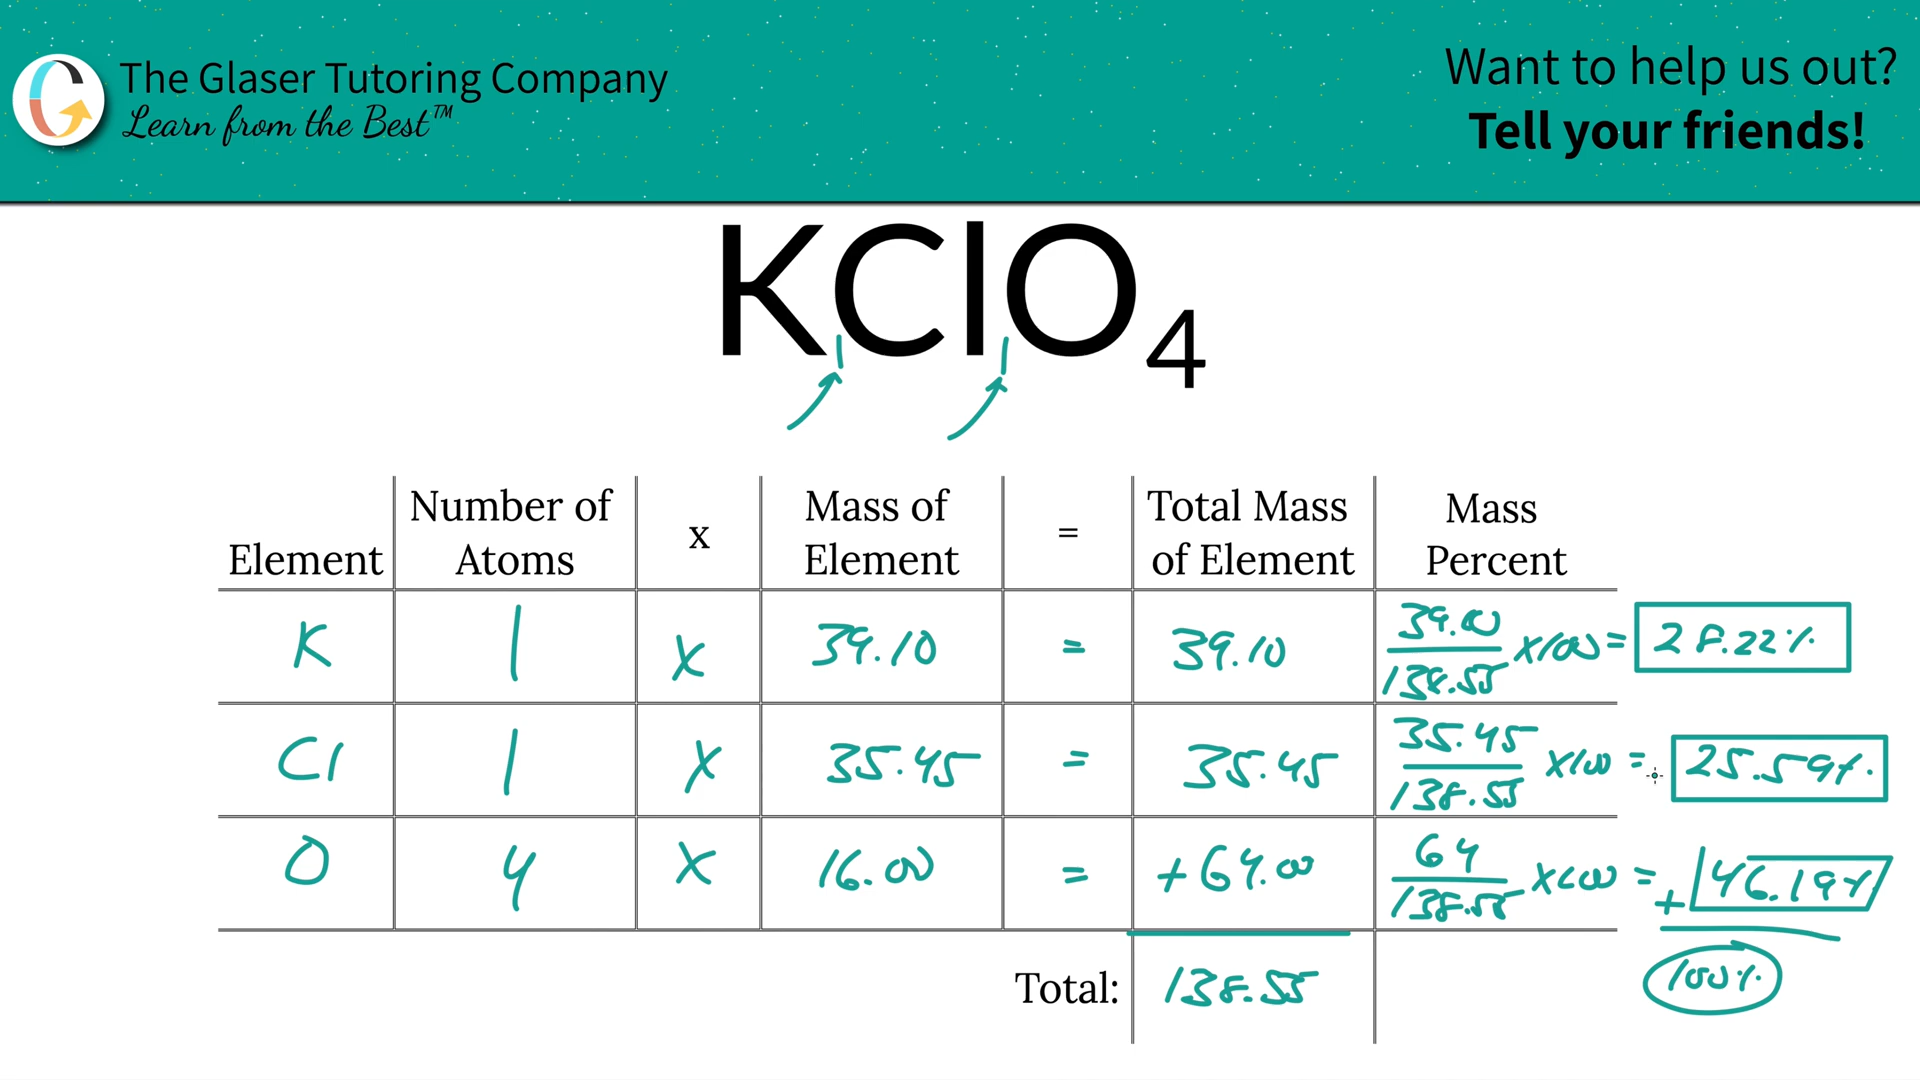 The Glaser Tutoring Company
Learn from the Best™
Want to help us out?
Tell your friends!
KClO₄
1 1
Element | Number of Atoms | x | Mass of Element | = | Total Mass of Element | Mass Percent
K | 1 | x | 39.10 | = | 39.10 | 39.10/138.55 x100 = 28.22%
Cl | 1 | x | 35.45 | = | 35.45 | 35.45/138.55 x100 = 25.59%
O | 4 | x | 16.00 | = | +64.00 | 64/138.55 x100 = + 46.19%
Total: 138.55
100%